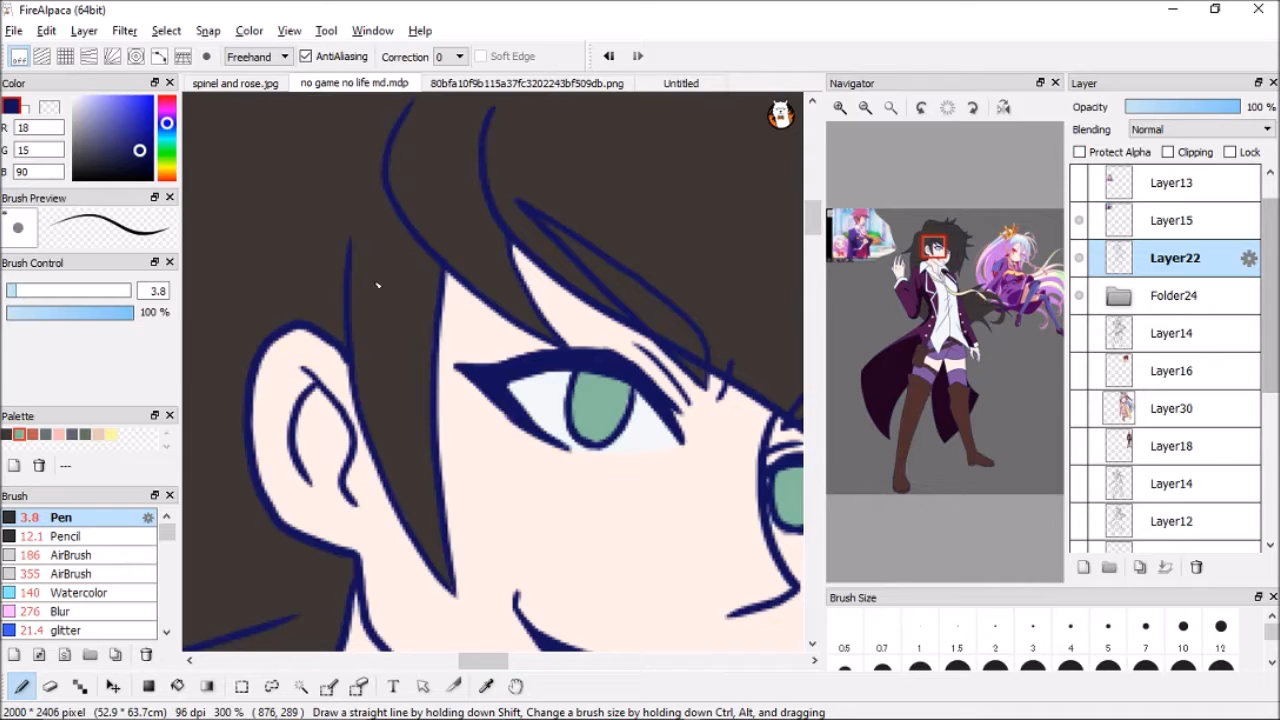 FireAlpaca (64bit)
File Edit Layer Filter Select Snap Color View Tool Window Help
off Freehand AntiAliasing Correction 0 Soft Edge
Color
R 18
G 15
B 90
Brush Preview
Brush Control
3.8
100 %
Palette
---
Brush
3.8 Pen
12.1 Pencil
186 AirBrush
355 AirBrush
140 Watercolor
276 Blur
21.4 glitter
spinel and rose.jpg no game no life md.mdp 80bfa10f9b115a37fc3202243bf509db.png Untitled
Navigator
Layer
Opacity 100 %
Blending Normal
Protect Alpha Clipping Lock
Layer13
Layer15
Layer22
Folder24
Layer14
Layer16
Layer30
Layer18
Layer14
Layer12
Brush Size
0.5 0.7 1 1.5 2 3 4 5 7 10 12
T
2000 * 2406 pixel (52.9 * 63.7cm) 96 dpi 300 % ( 876, 289 ) Draw a straight line by holding down Shift, Change a brush size by holding down Ctrl, Alt, and dragging